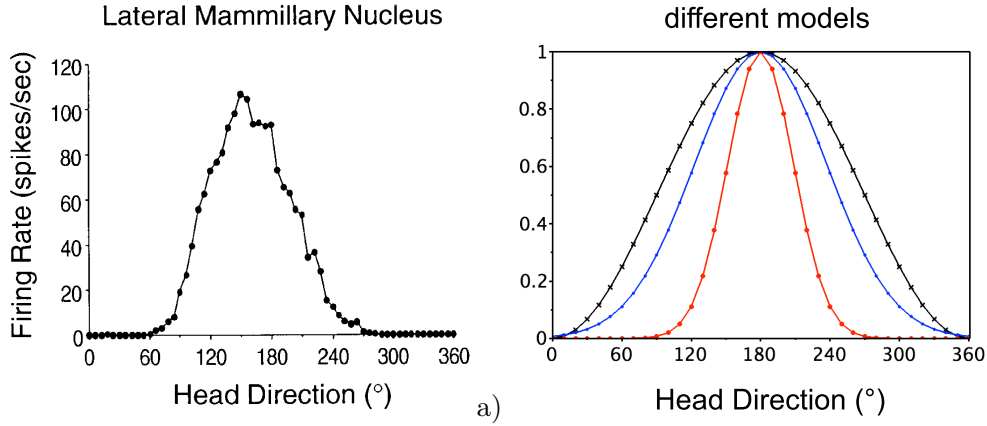 Lateral Mammillary Nucleus
Firing Rate (spikes/sec)
120
100
80
60
40
20
0
0 60 120 180 240 300 360
Head Direction (°)
a)
different models
1
0.8
0.6
0.4
0.2
0
0 60 120 180 240 300 360
Head Direction (°)